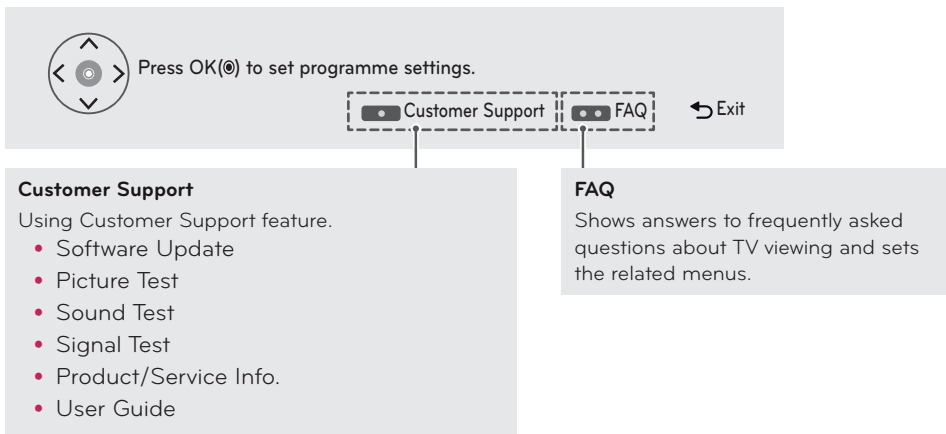 Press OK(◉) to set programme settings.
Customer Support FAQ Exit
Customer Support
Using Customer Support feature.
• Software Update
• Picture Test
• Sound Test
• Signal Test
• Product/Service Info.
• User Guide
FAQ
Shows answers to frequently asked
questions about TV viewing and sets
the related menus.